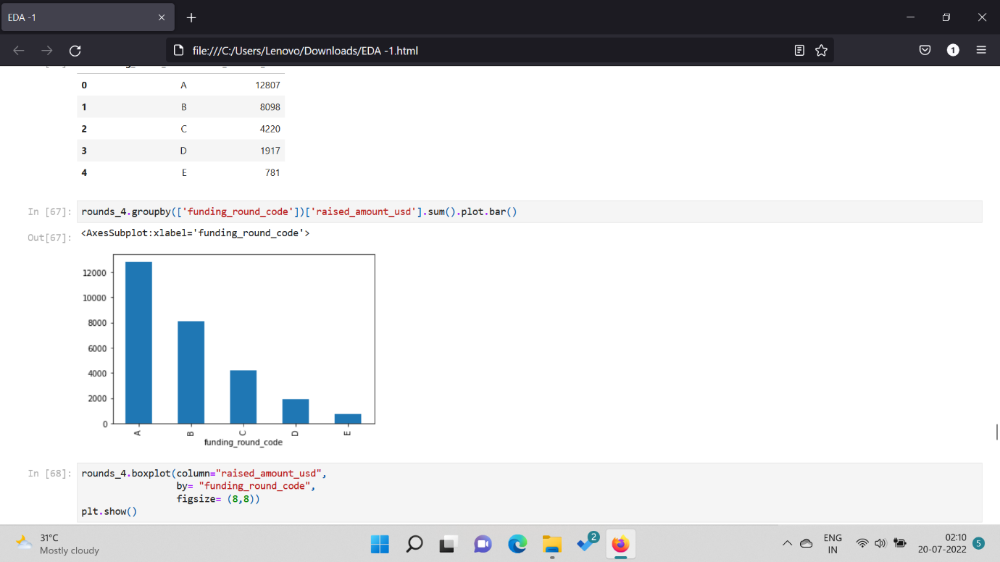 EDA -1
file:///C:/Users/Lenovo/Downloads/EDA -1.html
1
0 A 12807
1 B 8098
2 C 4220
3 D 1917
4 E 781
In [67]: rounds_4.groupby(['funding_round_code'])['raised_amount_usd'].sum().plot.bar()
Out[67]: <AxesSubplot:xlabel='funding_round_code'>
12000
10000
8000
6000
4000
2000
0
A B C D E
funding_round_code
In [68]: rounds_4.boxplot(column="raised_amount_usd",
by= "funding_round_code",
figsize= (8,8))
plt.show()
31°C
Mostly cloudy
2
ENG
IN
02:10
20-07-2022
5